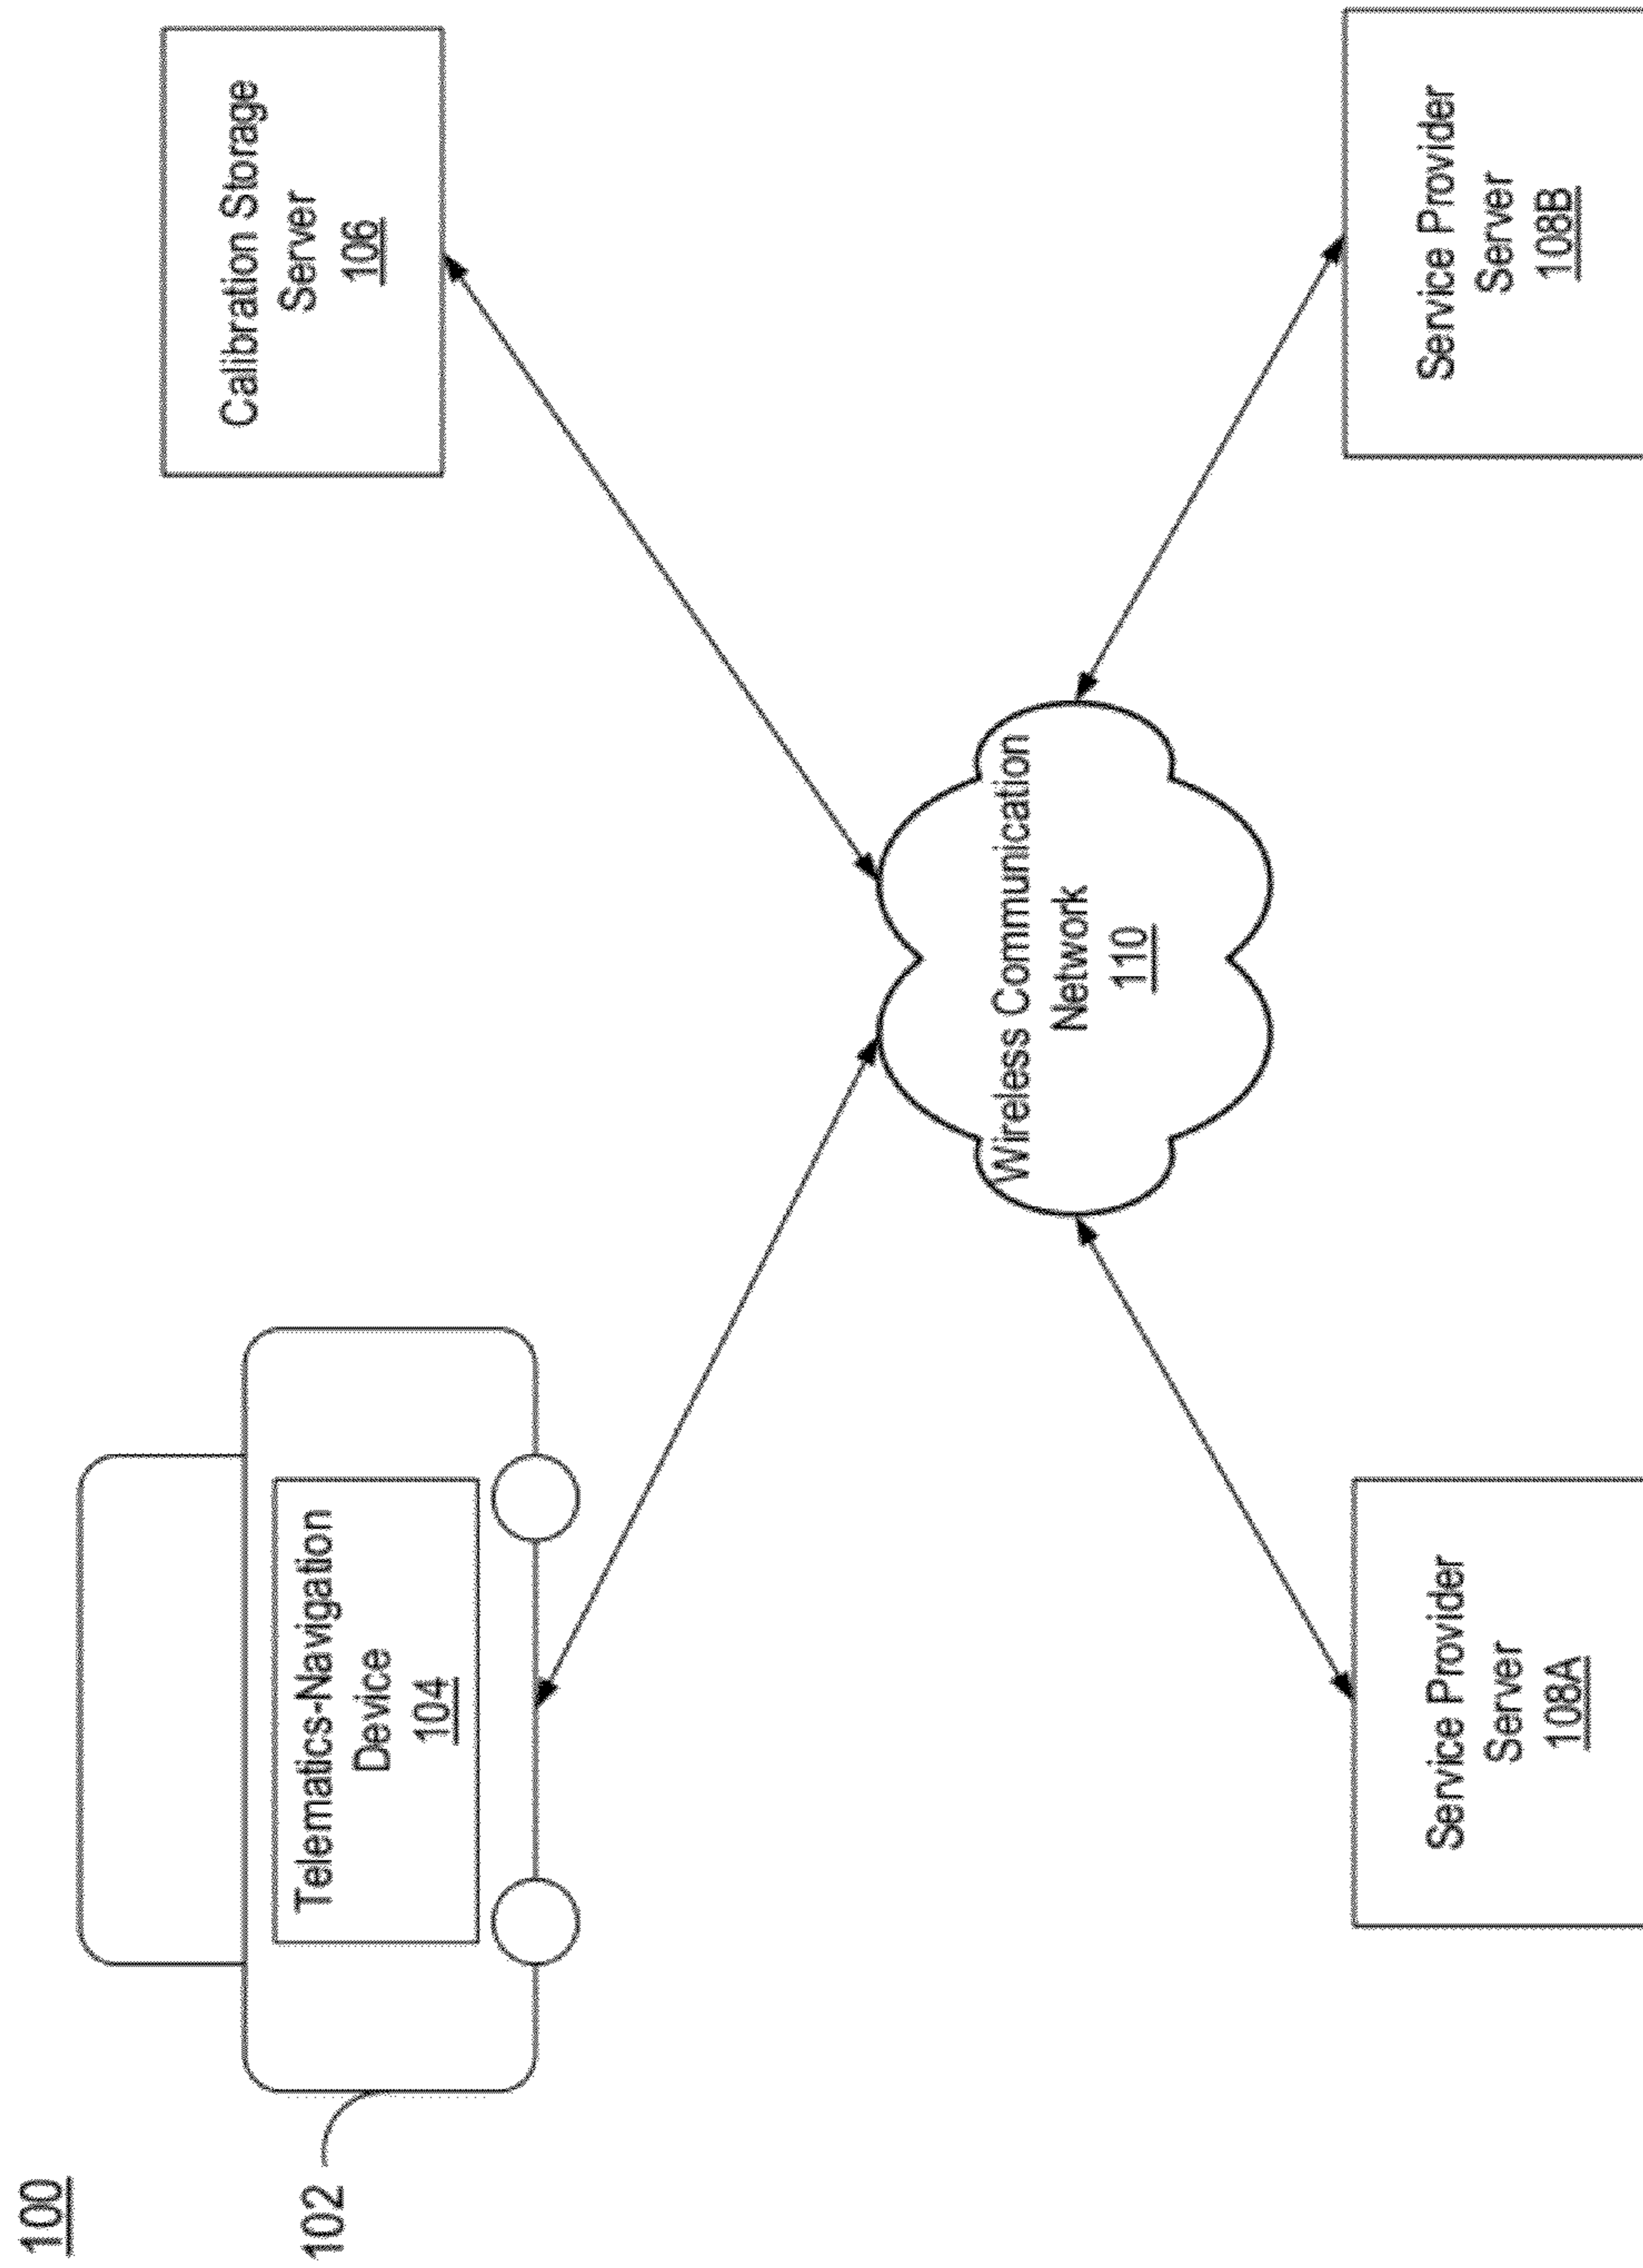 100
102
Telematics-Navigation
Device
104
Calibration Storage
Server
106
Wireless Communication
Network
110
Service Provider
Server
108A
Service Provider
Server
108B